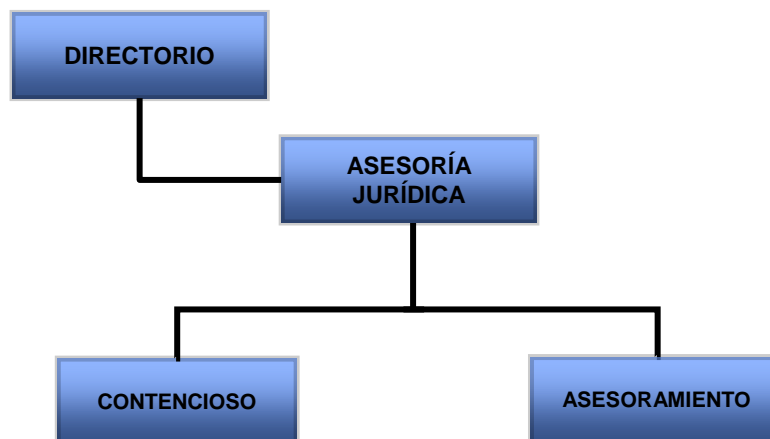 DIRECTORIO
ASESORÍA
JURÍDICA
CONTENCIOSO
ASESORAMIENTO